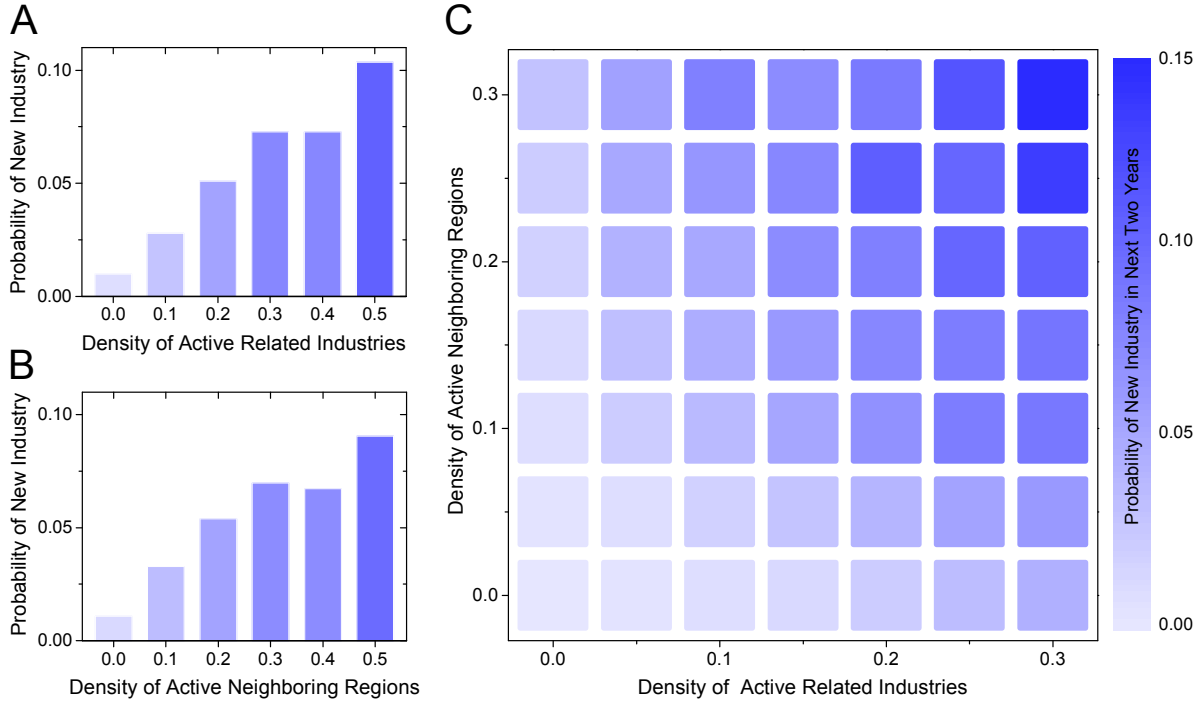 A
Probability of New Industry
0.10
0.05
0.00
0.0 0.1 0.2 0.3 0.4 0.5
Density of Active Related Industries
B
Probability of New Industry
0.10
0.05
0.00
0.0 0.1 0.2 0.3 0.4 0.5
Density of Active Neighboring Regions
C
Density of Active Neighboring Regions
0.3
0.2
0.1
0.0
0.0 0.1 0.2 0.3
Density of  Active Related Industries
Probability of New Industry in Next Two Years
0.15
0.10
0.05
0.00